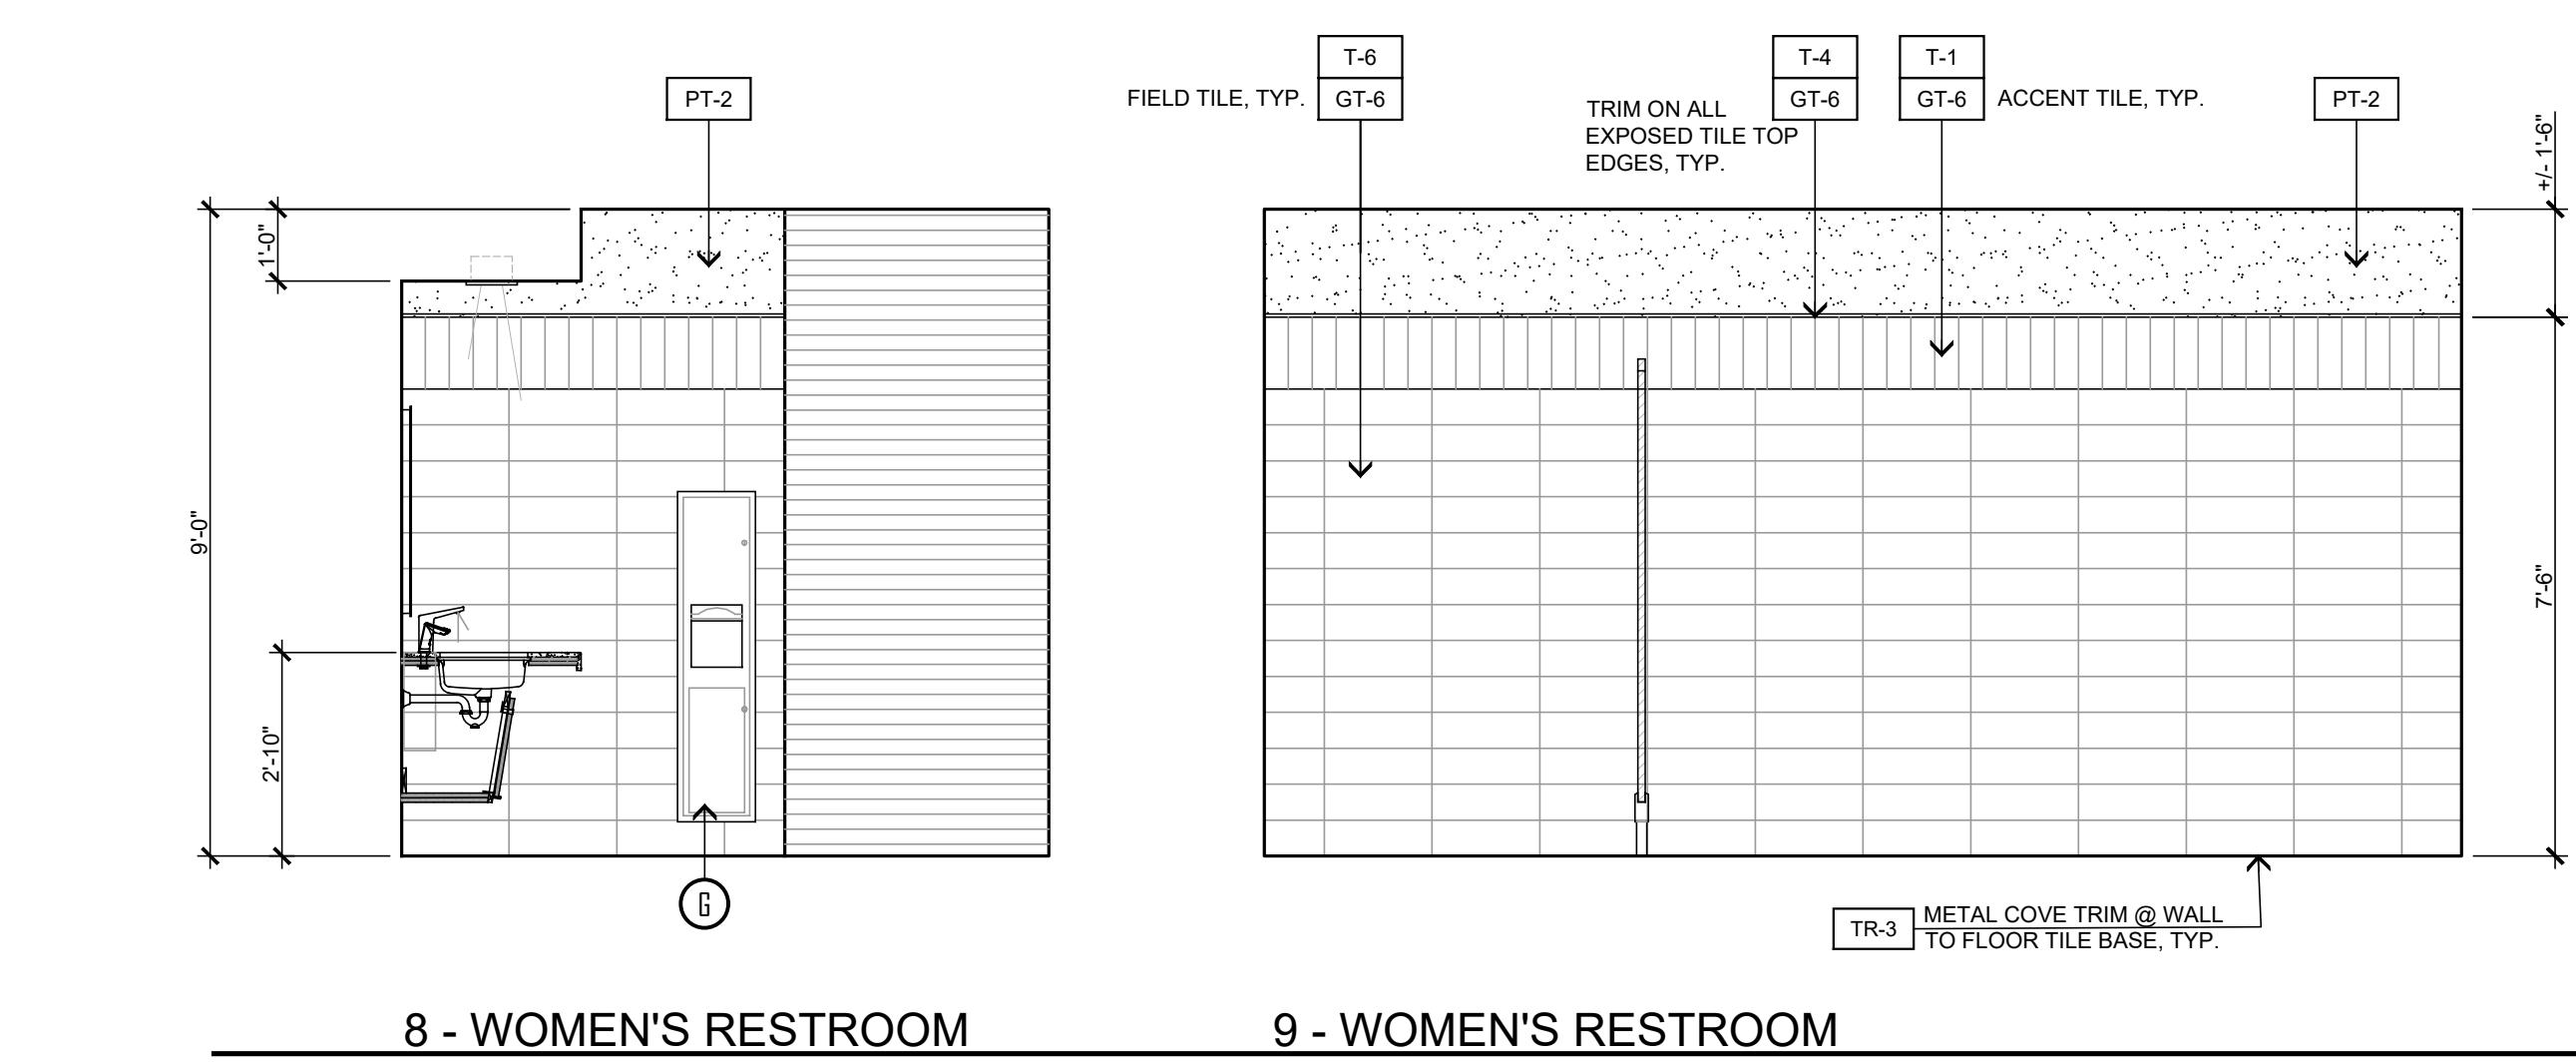 T-6
T-4
T-1
PT-2
FIELD TILE, TYP.
GT-6
TRIM ON ALL
EXPOSED TILE TOP
EDGES, TYP.
GT-6
GT-6
ACCENT TILE, TYP.
PT-2
+/- 1'-6"
1'-0"
9'-0"
7'-6"
2'-10"
G
TR-3
METAL COVE TRIM @ WALL
TO FLOOR TILE BASE, TYP.
8 - WOMEN'S RESTROOM
9 - WOMEN'S RESTROOM